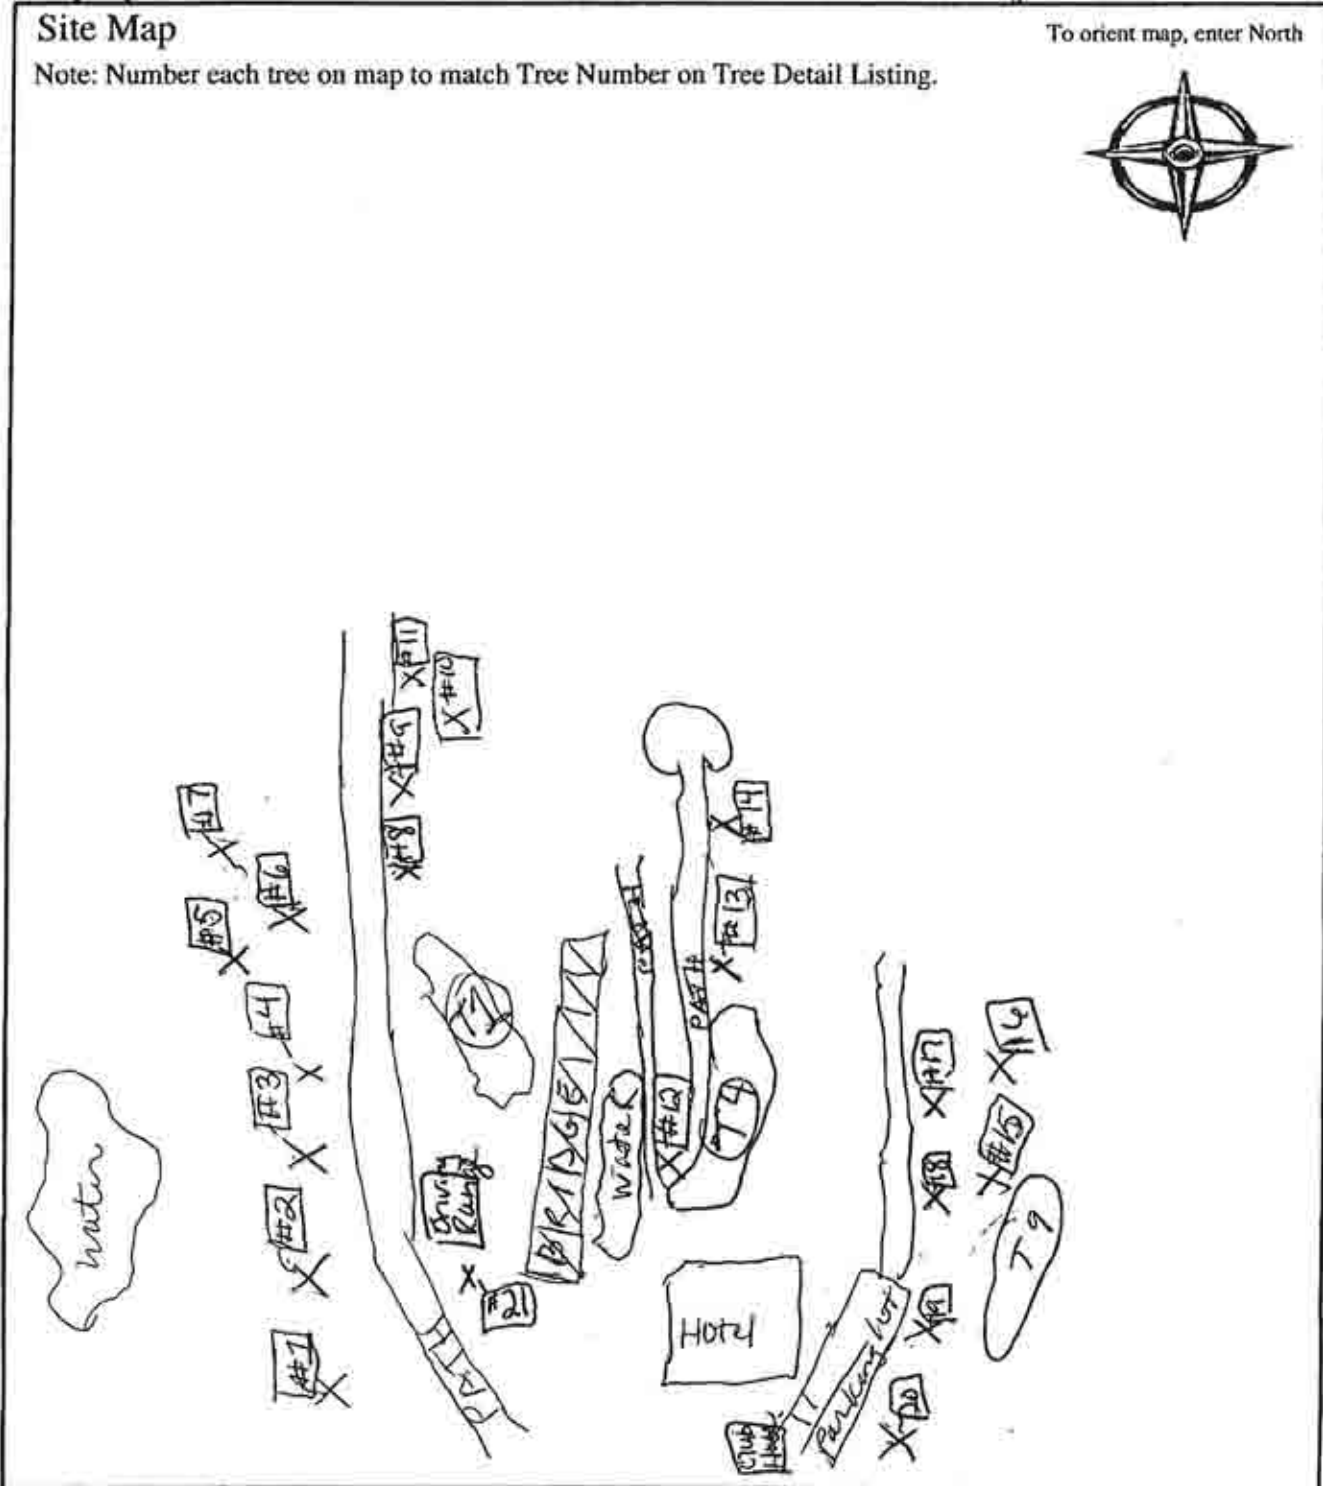 Site Map
To orient map, enter North
Note: Number each tree on map to match Tree Number on Tree Detail Listing.
#11
#10
#9
#8
#7
#6
#5
#4
#3
#2
#1
water
PATH
T1
Driving
Range
BRIDGE
water
PATH
PATH
#14
#13
#12
T4
Hotel
#17
#16
#15
#18
T9
#19
#20
Parking Lot
Club
House